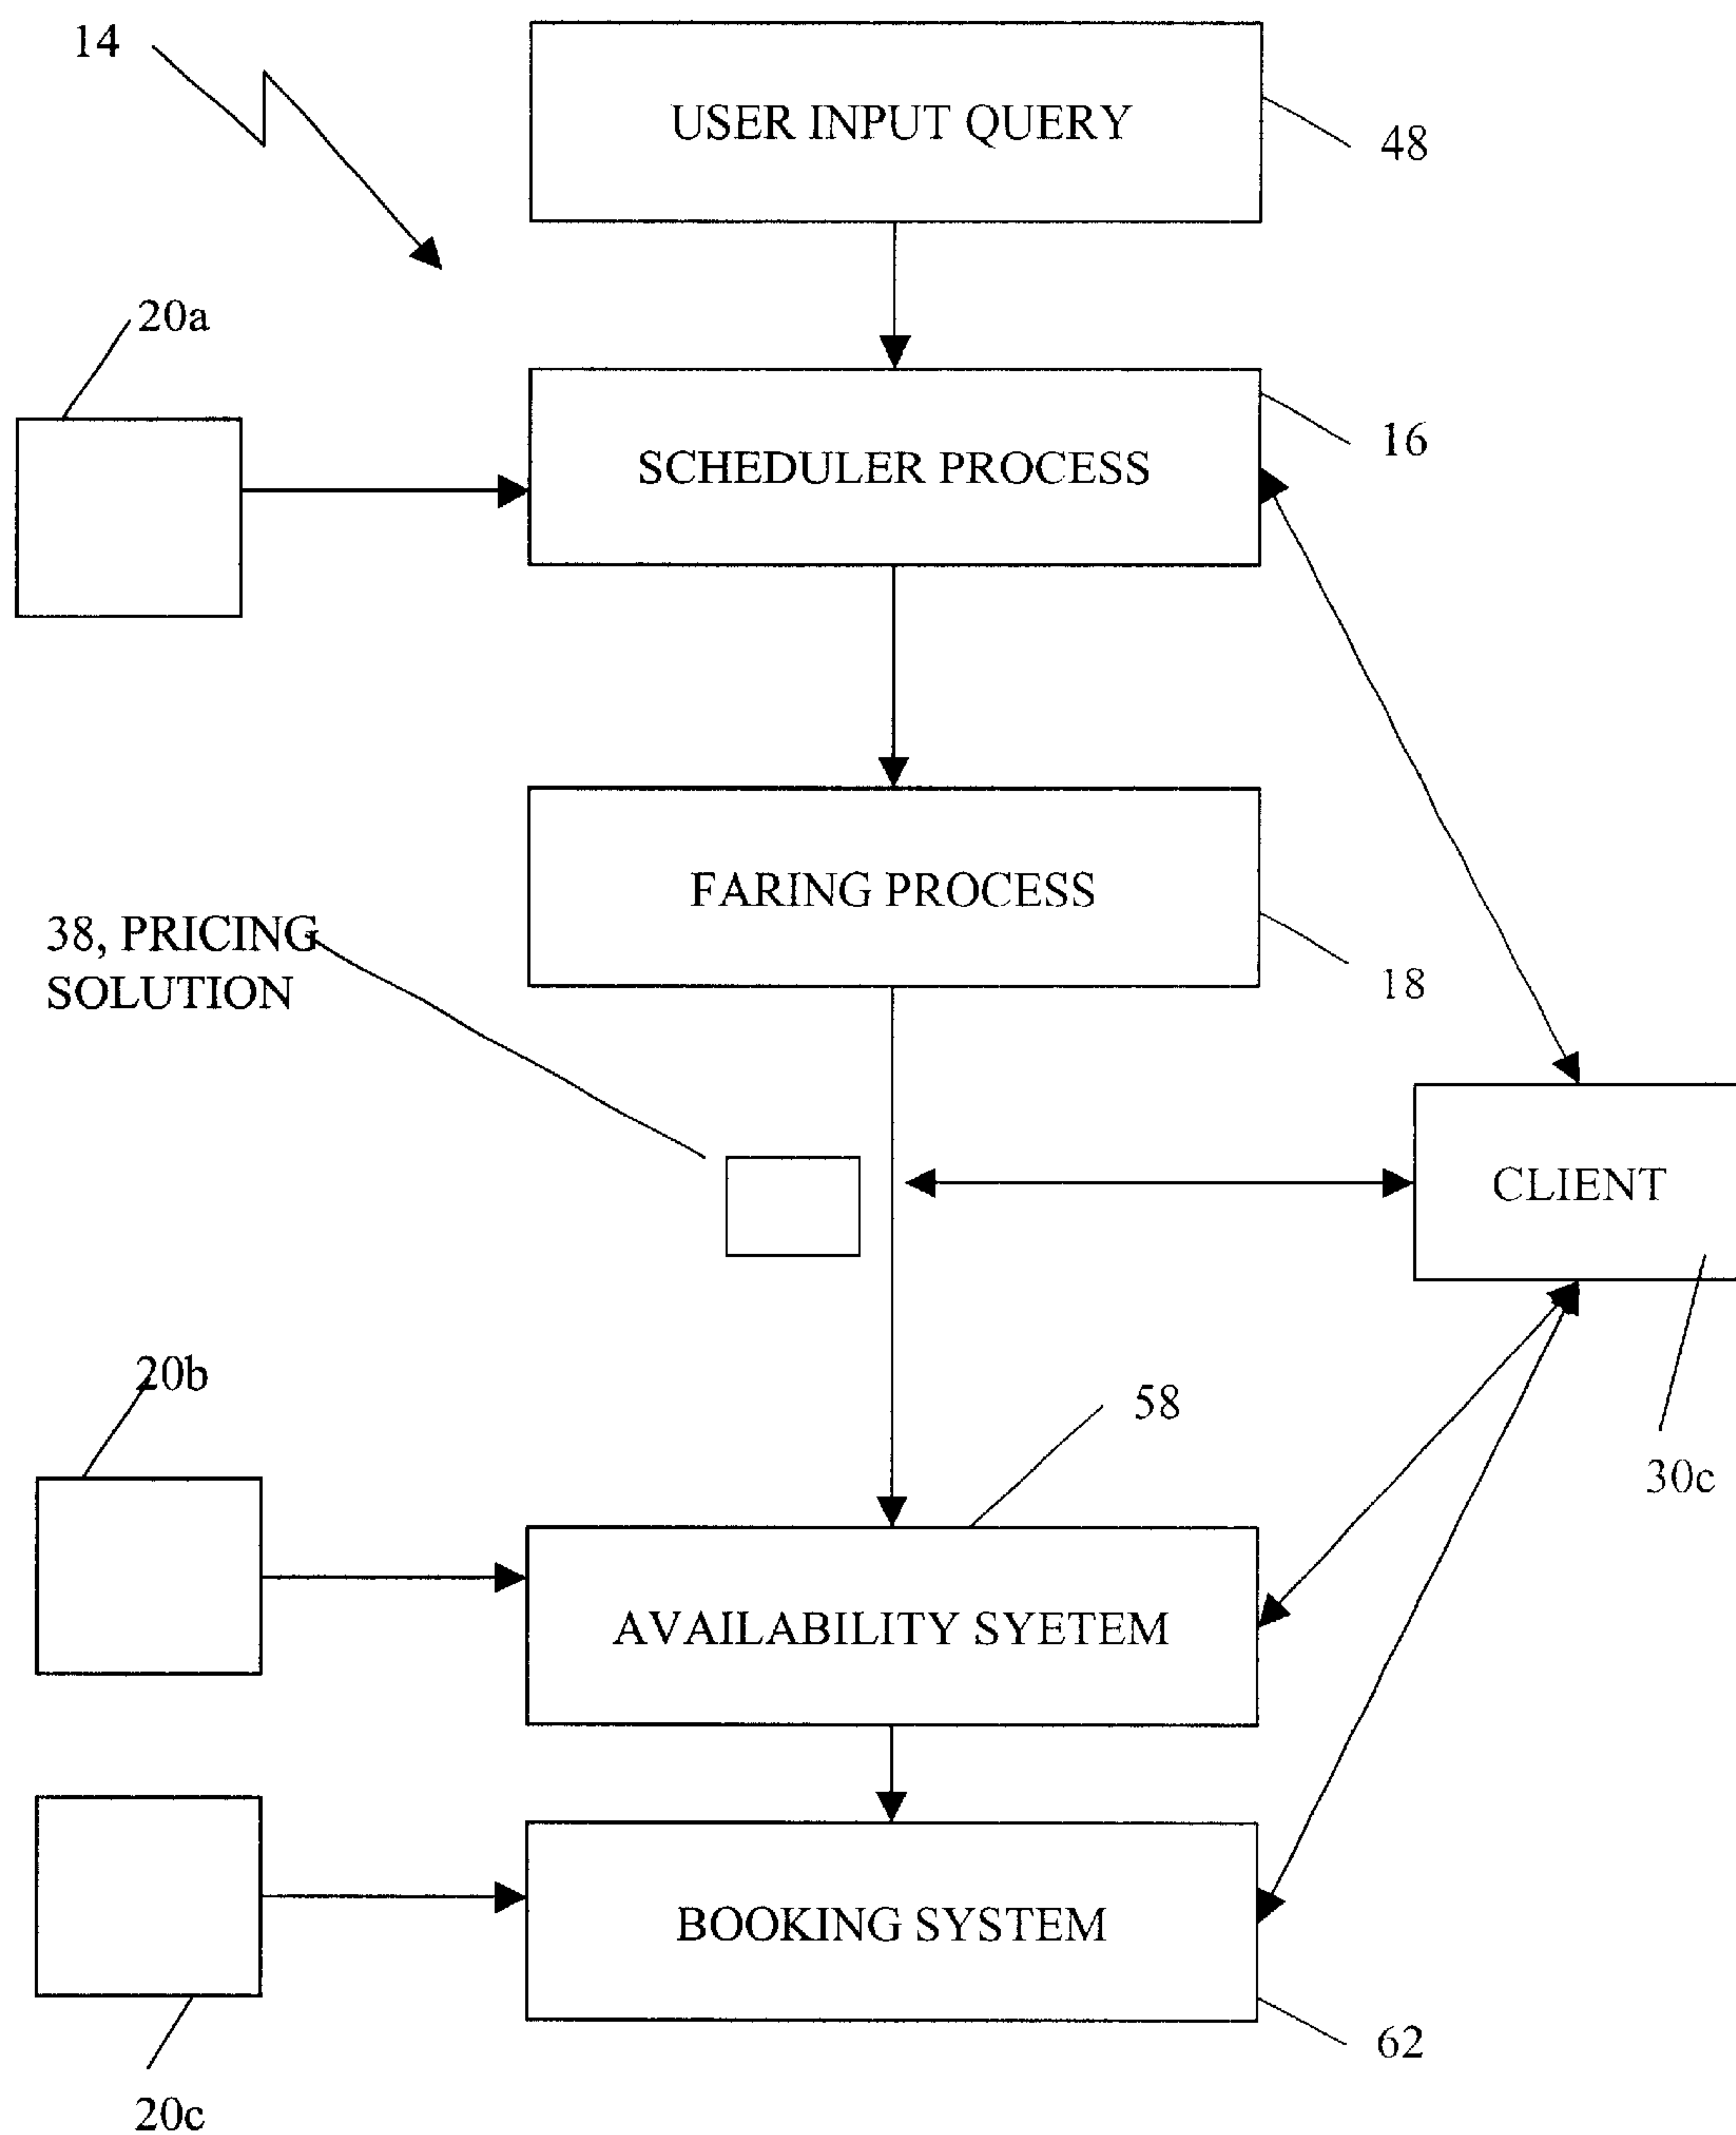 14
USER INPUT QUERY
48
20a
SCHEDULER PROCESS
16
FARING PROCESS
38, PRICING
SOLUTION
18
CLIENT
20b
58
30c
AVAILABILITY SYETEM
BOOKING SYSTEM
62
20c